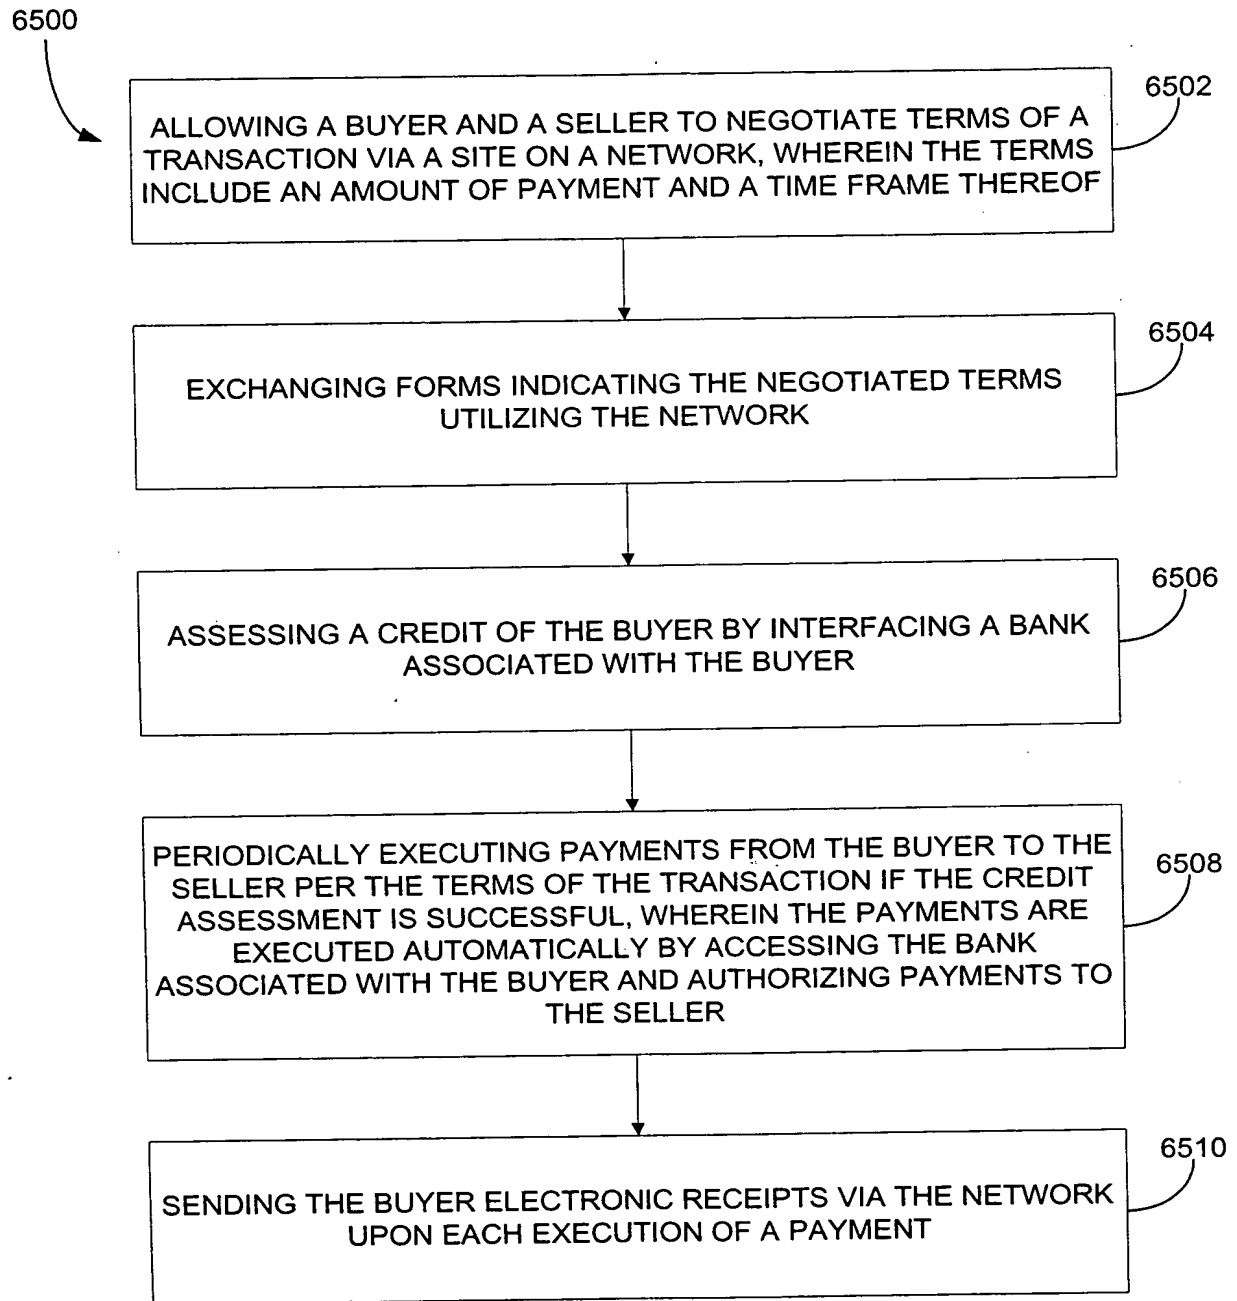 6500
6502
ALLOWING A BUYER AND A SELLER TO NEGOTIATE TERMS OF A
TRANSACTION VIA A SITE ON A NETWORK, WHEREIN THE TERMS
INCLUDE AN AMOUNT OF PAYMENT AND A TIME FRAME THEREOF
6504
EXCHANGING FORMS INDICATING THE NEGOTIATED TERMS
UTILIZING THE NETWORK
6506
ASSESSING A CREDIT OF THE BUYER BY INTERFACING A BANK
ASSOCIATED WITH THE BUYER
6508
PERIODICALLY EXECUTING PAYMENTS FROM THE BUYER TO THE
SELLER PER THE TERMS OF THE TRANSACTION IF THE CREDIT
ASSESSMENT IS SUCCESSFUL, WHEREIN THE PAYMENTS ARE
EXECUTED AUTOMATICALLY BY ACCESSING THE BANK
ASSOCIATED WITH THE BUYER AND AUTHORIZING PAYMENTS TO
THE SELLER
6510
SENDING THE BUYER ELECTRONIC RECEIPTS VIA THE NETWORK
UPON EACH EXECUTION OF A PAYMENT